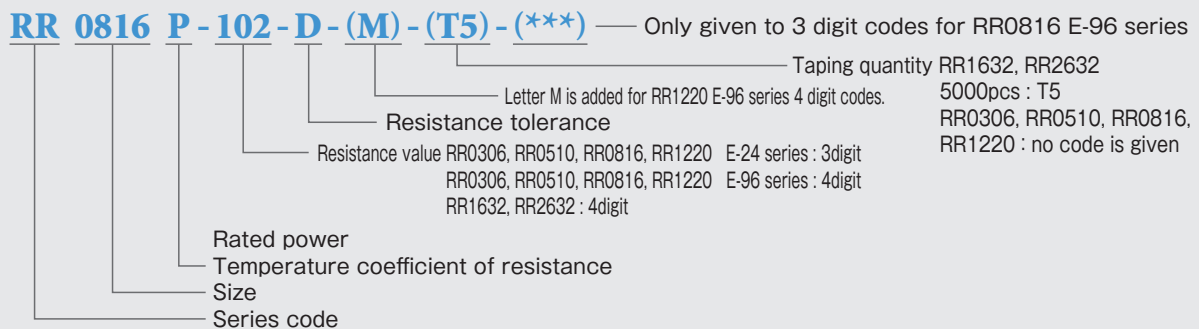 RR 0816 P - 102 - D - (M) - (T5) - (***) Only given to 3 digit codes for RR0816 E-96 series
Taping quantity RR1632, RR2632
5000pcs : T5
RR0306, RR0510, RR0816,
RR1220 : no code is given
Letter M is added for RR1220 E-96 series 4 digit codes.
Resistance tolerance
Resistance value RR0306, RR0510, RR0816, RR1220 E-24 series : 3digit
RR0306, RR0510, RR0816, RR1220 E-96 series : 4digit
RR1632, RR2632 : 4digit
Rated power
Temperature coefficient of resistance
Size
Series code